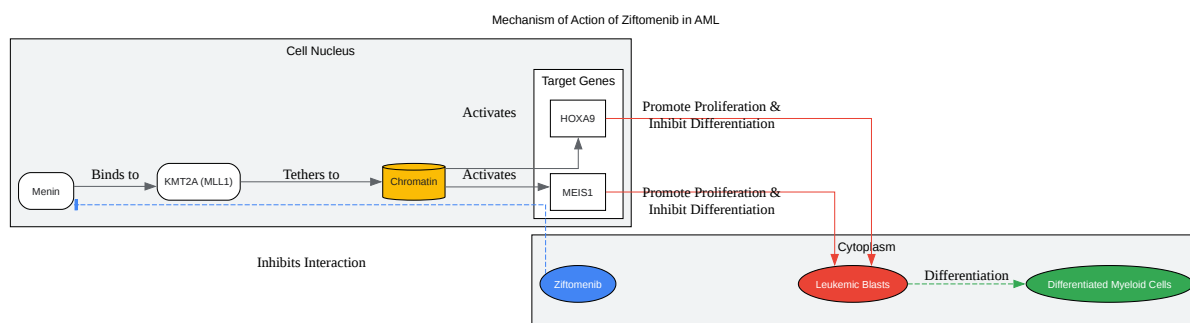 Mechanism of Action of Ziftomenib in AML
Cell Nucleus
Target Genes
Activates
HOXA9
Promote Proliferation &
Inhibit Differentiation
Menin
Binds to
KMT2A (MLL1)
Tethers to
Chromatin
Activates
MEIS1
Promote Proliferation &
Inhibit Differentiation
Cytoplasm
Inhibits Interaction
Ziftomenib
Leukemic Blasts
Differentiation
Differentiated Myeloid Cells